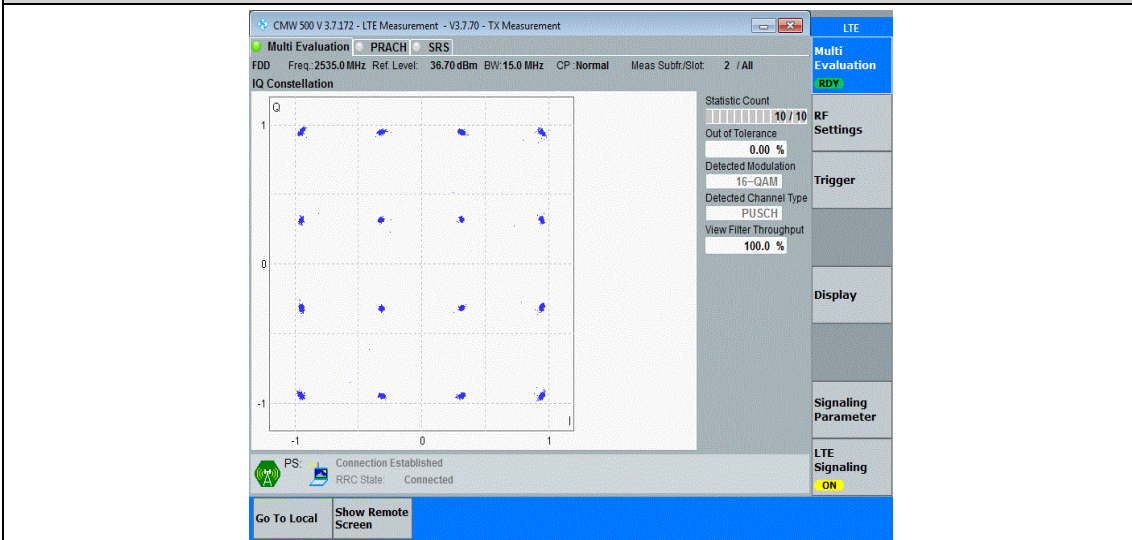 CMW 500 V 3.7.172 - LTE Measurement - V3.7.70 - TX Measurement
LTE
Multi Evaluation PRACH SRS
FDD Freq.:2535.0 MHz Ref. Level: 36.70 dBm BW:15.0 MHz CP :Normal Meas Subfr./Slot: 2 / All
IQ Constellation
Q
1
0
-1
-1 0 1
I
Statistic Count
10 / 10
Out of Tolerance
0.00 %
Detected Modulation
16-QAM
Detected Channel Type
PUSCH
View Filter Throughput
100.0 %
Multi
Evaluation
RDY
RF
Settings
Trigger
Display
Signaling
Parameter
LTE
Signaling
ON
PS: Connection Established
RRC State: Connected
Go To Local
Show Remote
Screen